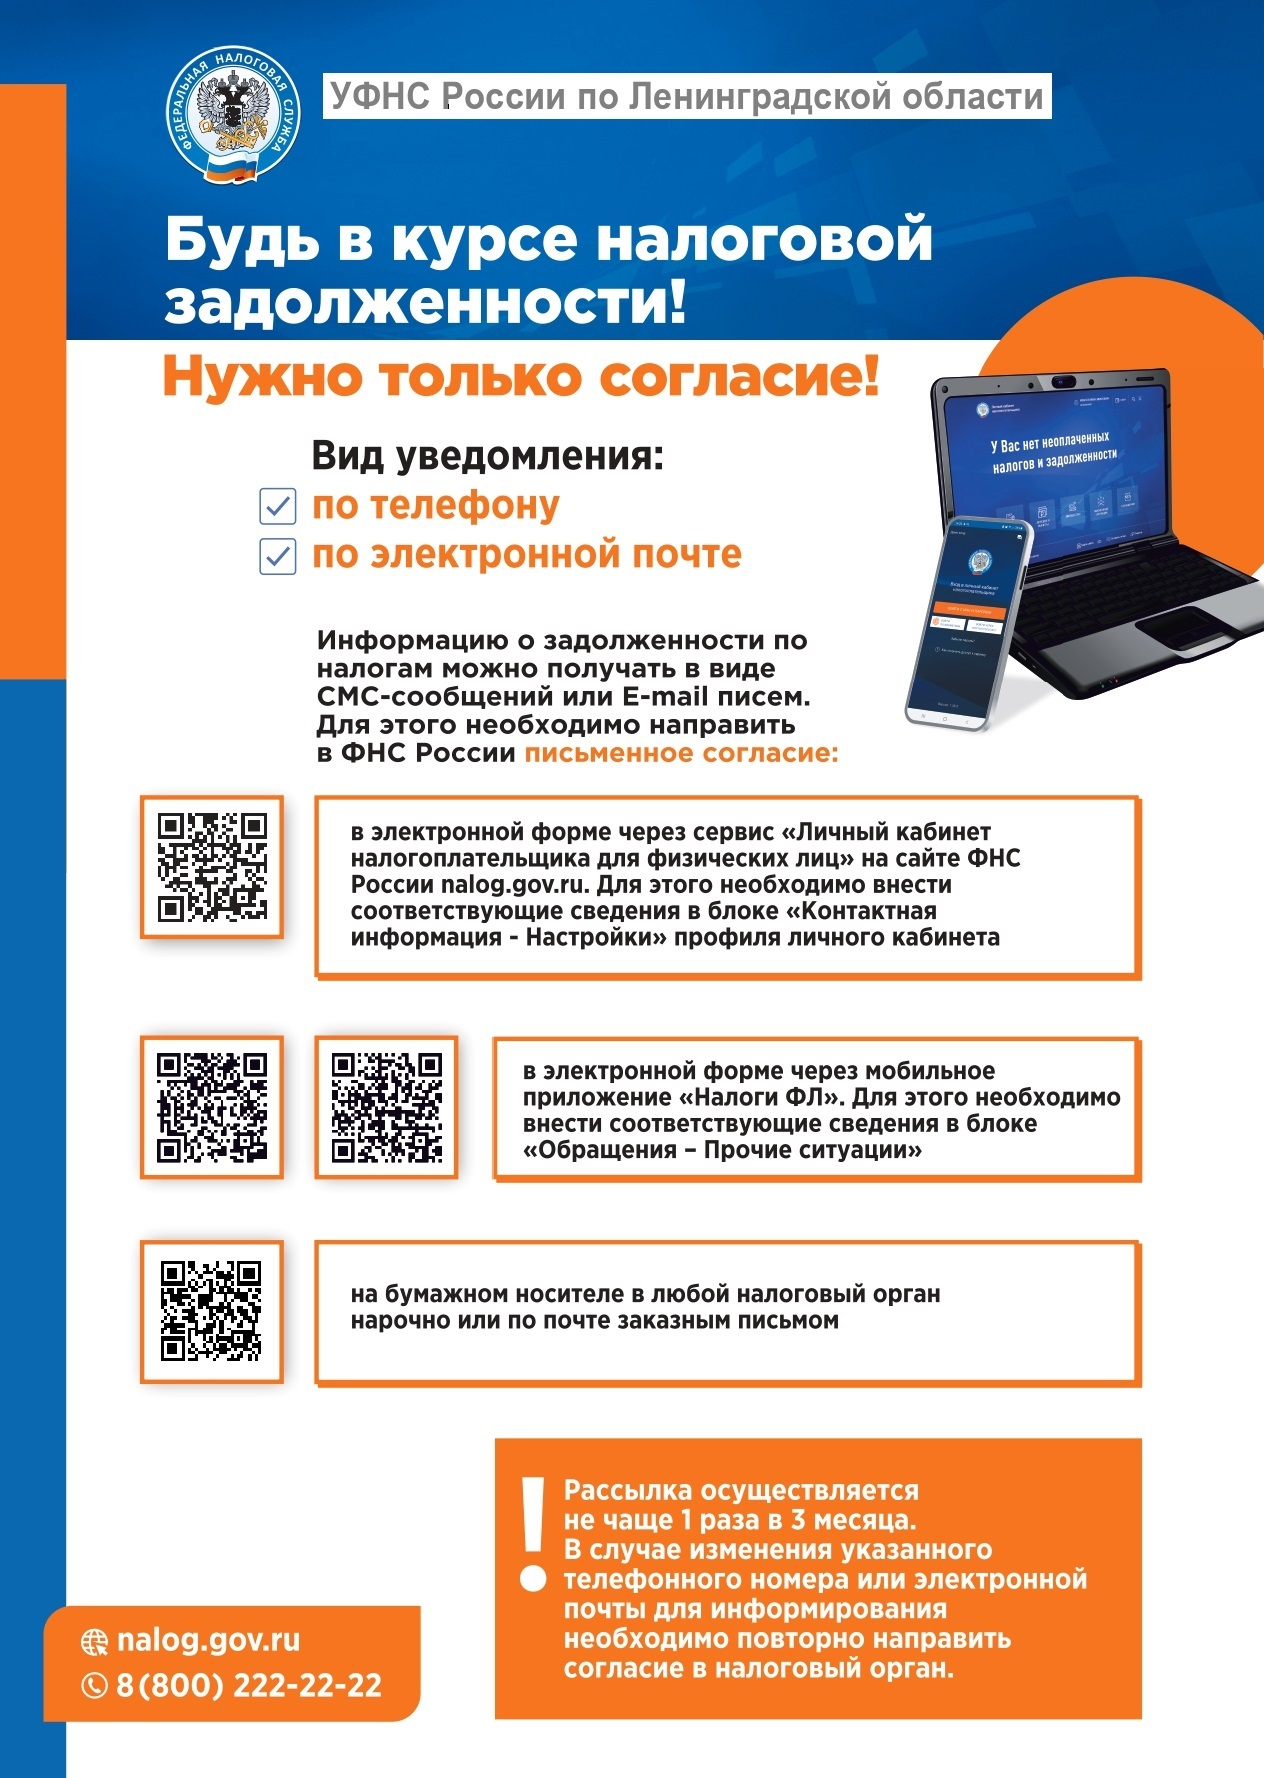 ФЕДЕРАЛЬНАЯ НАЛОГОВАЯ СЛУЖБА
УФНС России по Ленинградской области
Будь в курсе налоговой
задолженности!
Нужно только согласие!
Вид уведомления:
по телефону
по электронной почте
У Вас нет неоплаченных
налогов и задолженности
Информацию о задолженности по
налогам можно получать в виде
СМС-сообщений или E-mail писем.
Для этого необходимо направить
в ФНС России письменное согласие:
в электронной форме через сервис «Личный кабинет
налогоплательщика для физических лиц» на сайте ФНС
России nalog.gov.ru. Для этого необходимо внести
соответствующие сведения в блоке «Контактная
информация - Настройки» профиля личного кабинета
в электронной форме через мобильное
приложение «Налоги ФЛ». Для этого необходимо
внести соответствующие сведения в блоке
«Обращения – Прочие ситуации»
на бумажном носителе в любой налоговый орган
нарочно или по почте заказным письмом
! Рассылка осуществляется
не чаще 1 раза в 3 месяца.
В случае изменения указанного
телефонного номера или электронной
почты для информирования
необходимо повторно направить
согласие в налоговый орган.
nalog.gov.ru
8(800) 222-22-22